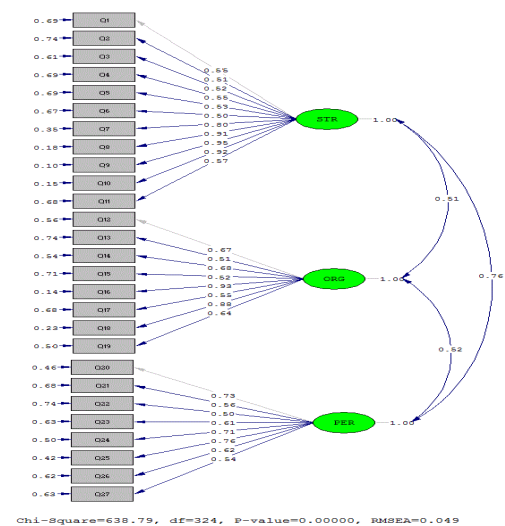 0.69 Q1
0.74 Q2
0.61 Q3
0.69 Q4
0.69 Q5
0.67 Q6
0.35 Q7
0.18 Q8
0.10 Q9
0.15 Q10
0.68 Q11
0.56 Q12
0.74 Q13
0.54 Q14
0.71 Q15
0.14 Q16
0.68 Q17
0.23 Q18
0.50 Q19
0.46 Q20
0.68 Q21
0.74 Q22
0.63 Q23
0.50 Q24
0.42 Q25
0.62 Q26
0.63 Q27
0.55
0.51
0.52
0.55
0.53
0.50
0.80
0.91
0.95
0.92
0.57
0.67
0.51
0.68
0.52
0.93
0.55
0.88
0.64
0.73
0.56
0.50
0.61
0.71
0.76
0.62
0.54
STR 1.00
ORG 1.00
PER 1.00
0.51
0.76
0.52
Chi-Square=638.79, df=324, P-value=0.00000, RMSEA=0.049